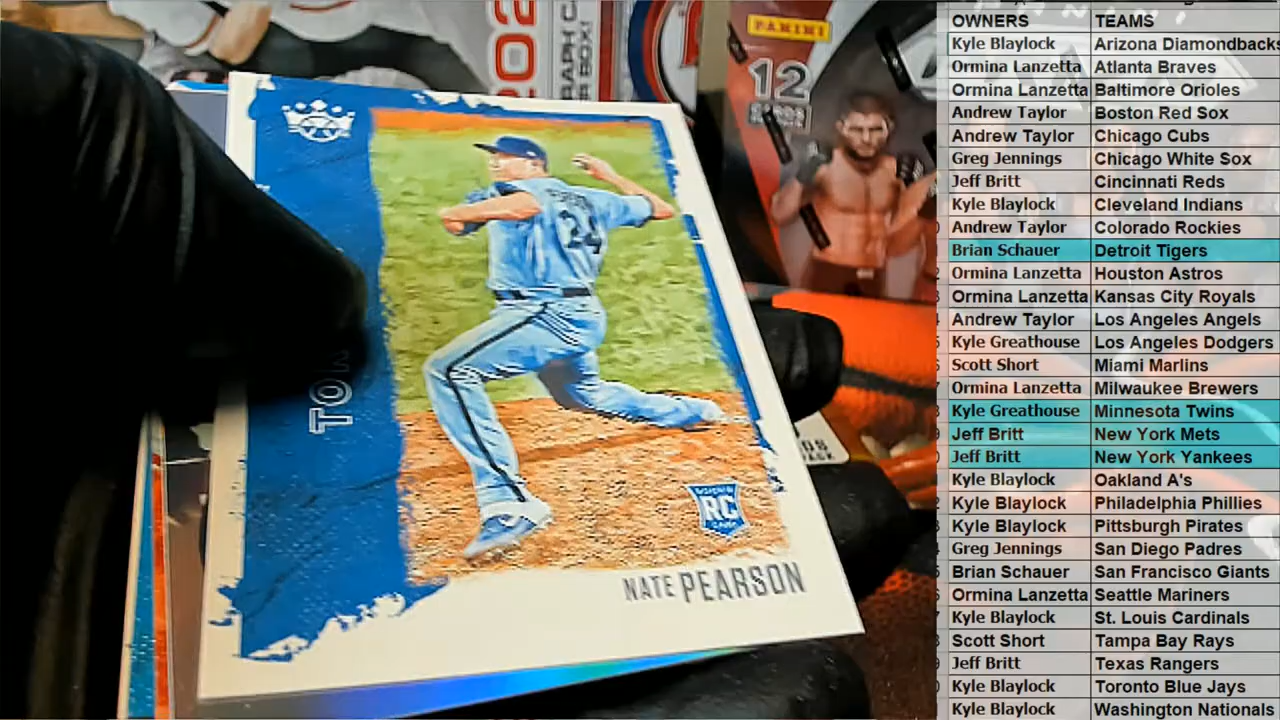 202
PANINI
12
24
TO
RC
NATE PEARSON
OWNERS TEAMS
Kyle Blaylock Arizona Diamondbacks
Ormina Lanzetta Atlanta Braves
Ormina Lanzetta Baltimore Orioles
Andrew Taylor Boston Red Sox
Andrew Taylor Chicago Cubs
Greg Jennings Chicago White Sox
Jeff Britt Cincinnati Reds
Kyle Blaylock Cleveland Indians
Andrew Taylor Colorado Rockies
Brian Schauer Detroit Tigers
Ormina Lanzetta Houston Astros
Ormina Lanzetta Kansas City Royals
Andrew Taylor Los Angeles Angels
Kyle Greathouse Los Angeles Dodgers
Scott Short Miami Marlins
Ormina Lanzetta Milwaukee Brewers
Kyle Greathouse Minnesota Twins
Jeff Britt New York Mets
Jeff Britt New York Yankees
Kyle Blaylock Oakland A's
Kyle Blaylock Philadelphia Phillies
Kyle Blaylock Pittsburgh Pirates
Greg Jennings San Diego Padres
Brian Schauer San Francisco Giants
Ormina Lanzetta Seattle Mariners
Kyle Blaylock St. Louis Cardinals
Scott Short Tampa Bay Rays
Jeff Britt Texas Rangers
Kyle Blaylock Toronto Blue Jays
Kyle Blaylock Washington Nationals